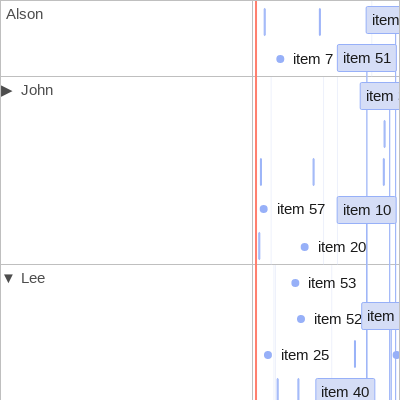 Alson
item
item 7
item 51
▶ John
item
item 57
item 10
item 20
▼ Lee
item 53
item 52
item
item 25
item 40